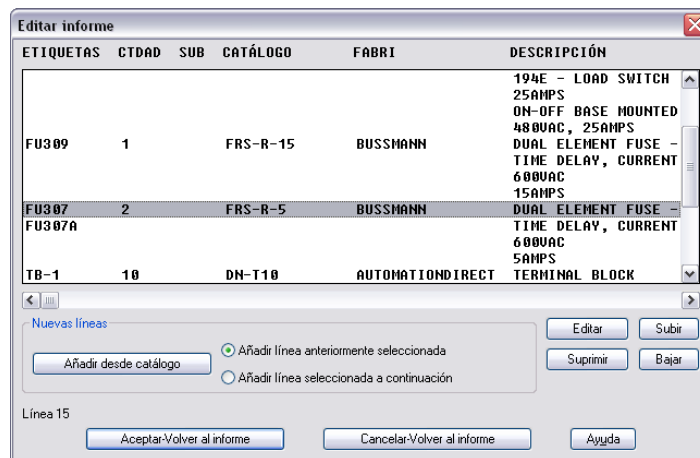 Editar informe
ETIQUETAS CTDAD SUB CATÁLOGO FABRI DESCRIPCIÓN
194E - LOAD SWITCH
25AMPS
ON-OFF BASE MOUNTED
480VAC, 25AMPS
FU309 1 FRS-R-15 BUSSMANN DUAL ELEMENT FUSE -
TIME DELAY, CURRENT
600VAC
15AMPS
FU307 2 FRS-R-5 BUSSMANN DUAL ELEMENT FUSE -
FU307A TIME DELAY, CURRENT
600VAC
5AMPS
TB-1 10 DN-T10 AUTOMATIONDIRECT TERMINAL BLOCK
Nuevas líneas
Añadir desde catálogo
Añadir línea anteriormente seleccionada
Añadir línea seleccionada a continuación
Editar Subir
Suprimir Bajar
Línea 15
Aceptar-Volver al informe Cancelar-Volver al informe Ayuda